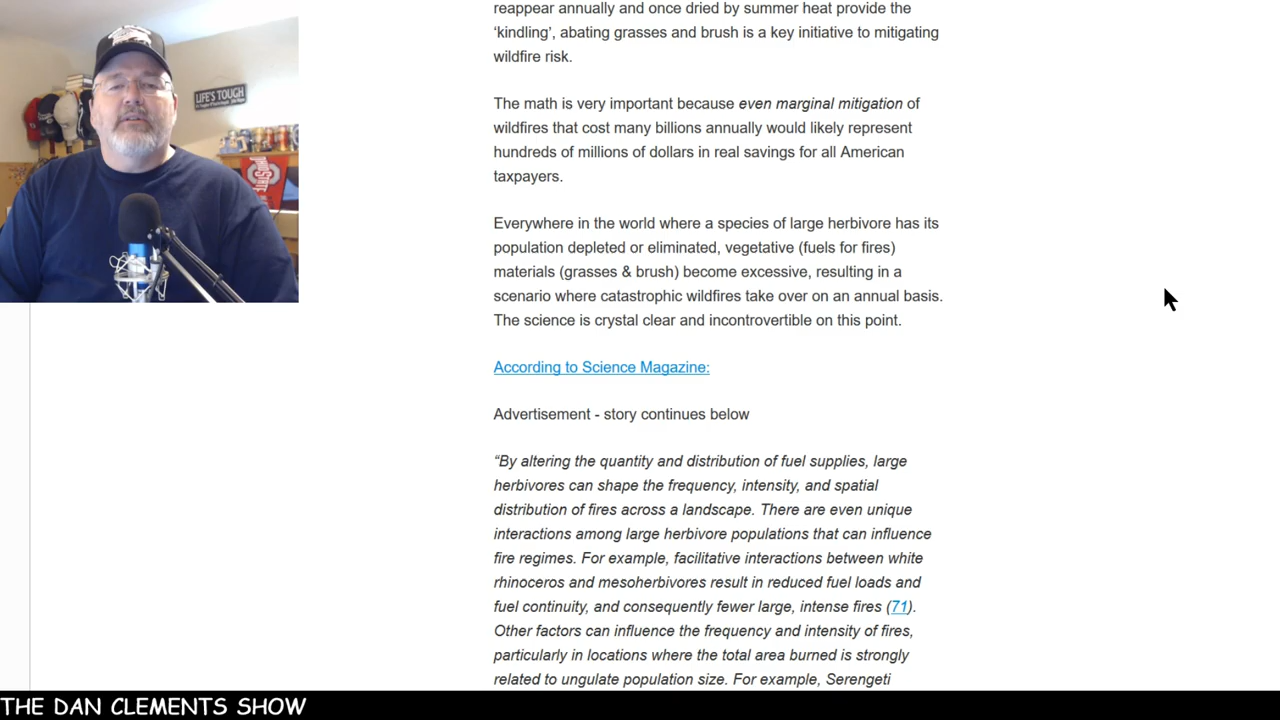 LIFE'S TOUGH
reappear annually and once dried by summer heat provide the
‘kindling’, abating grasses and brush is a key initiative to mitigating
wildfire risk.
The math is very important because even marginal mitigation of
wildfires that cost many billions annually would likely represent
hundreds of millions of dollars in real savings for all American
taxpayers.
Everywhere in the world where a species of large herbivore has its
population depleted or eliminated, vegetative (fuels for fires)
materials (grasses & brush) become excessive, resulting in a
scenario where catastrophic wildfires take over on an annual basis.
The science is crystal clear and incontrovertible on this point.
According to Science Magazine:
Advertisement - story continues below
“By altering the quantity and distribution of fuel supplies, large
herbivores can shape the frequency, intensity, and spatial
distribution of fires across a landscape. There are even unique
interactions among large herbivore populations that can influence
fire regimes. For example, facilitative interactions between white
rhinoceros and mesoherbivores result in reduced fuel loads and
fuel continuity, and consequently fewer large, intense fires (71).
Other factors can influence the frequency and intensity of fires,
particularly in locations where the total area burned is strongly
related to ungulate population size. For example, Serengeti
THE DAN CLEMENTS SHOW